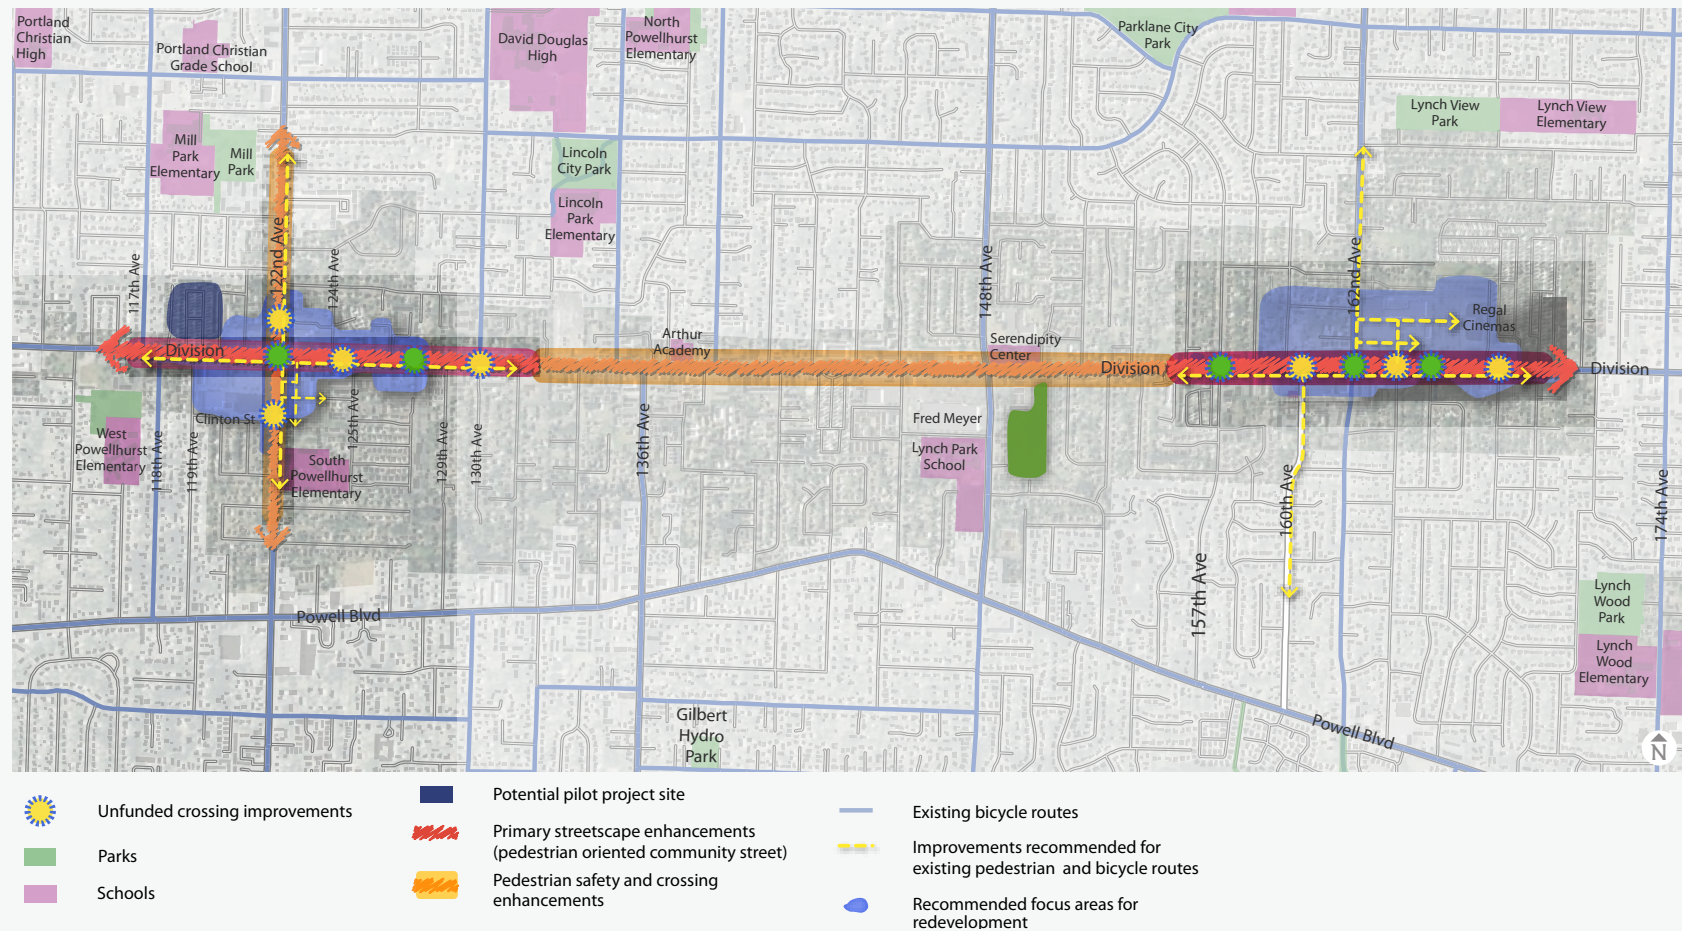 Portland
Christian
High
Portland Christian
Grade School
David Douglas
High
North
Powellhurst
Elementary
Parklane City
Park
Lynch View
Park
Lynch View
Elementary
Mill
Park
Elementary
Mill
Park
Lincoln
City Park
Lincoln
Park
Elementary
117th Ave
122nd Ave
124th Ave
148th Ave
162nd Ave
Regal
Cinemas
Arthur
Academy
Serendipity
Center
Division
Division
Division
Clinton St
West
Powellhurst
Elementary
118th Ave
119th Ave
125th Ave
129th Ave
130th Ave
136th Ave
South
Powellhurst
Elementary
Fred Meyer
Lynch Park
School
160th Ave
157th Ave
174th Ave
Lynch
Wood
Park
Lynch
Wood
Elementary
Powell Blvd
Powell Blvd
Gilbert
Hydro
Park
N
Unfunded crossing improvements
Parks
Schools
Potential pilot project site
Primary streetscape enhancements
(pedestrian oriented community street)
Pedestrian safety and crossing
enhancements
Existing bicycle routes
Improvements recommended for
existing pedestrian and bicycle routes
Recommended focus areas for
redevelopment